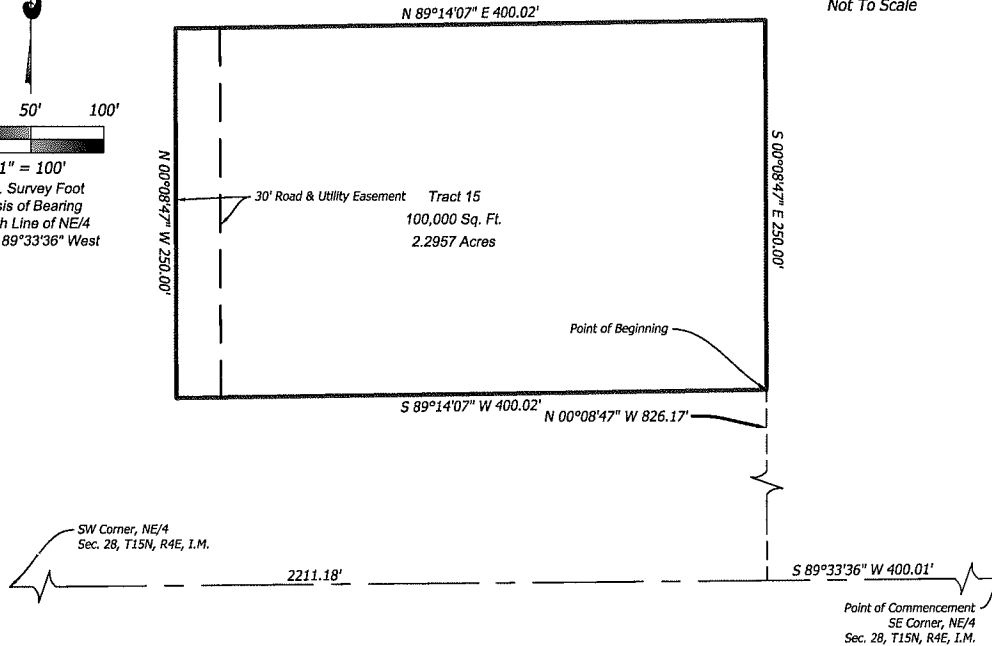 Not To Scale
N 89°14'07" E 400.02'
50' 100'
1" = 100'
. Survey Foot
sis of Bearing
h Line of NE/4
89°33'36" West
N 00°08'47" W 250.00'
30' Road & Utility Easement
Tract 15
100,000 Sq. Ft.
2.2957 Acres
S 00°08'47" E 250.00'
Point of Beginning
S 89°14'07" W 400.02'
N 00°08'47" W 826.17'
SW Corner, NE/4
Sec. 28, T15N, R4E, I.M.
2211.18'
S 89°33'36" W 400.01'
Point of Commencement
SE Corner, NE/4
Sec. 28, T15N, R4E, I.M.